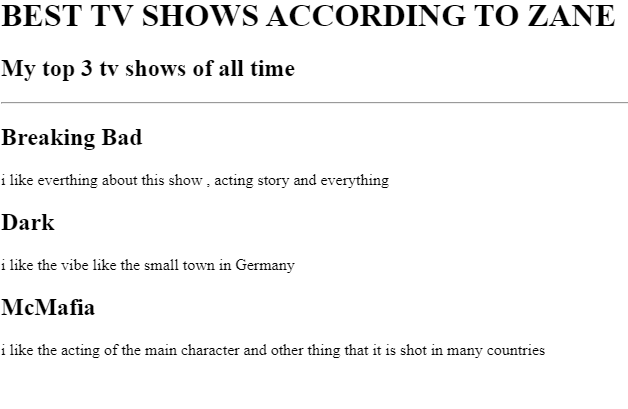 BEST TV SHOWS ACCORDING TO ZANE
My top 3 tv shows of all time
Breaking Bad
i like everthing about this show , acting story and everything
Dark
i like the vibe like the small town in Germany
McMafia
i like the acting of the main character and other thing that it is shot in many countries